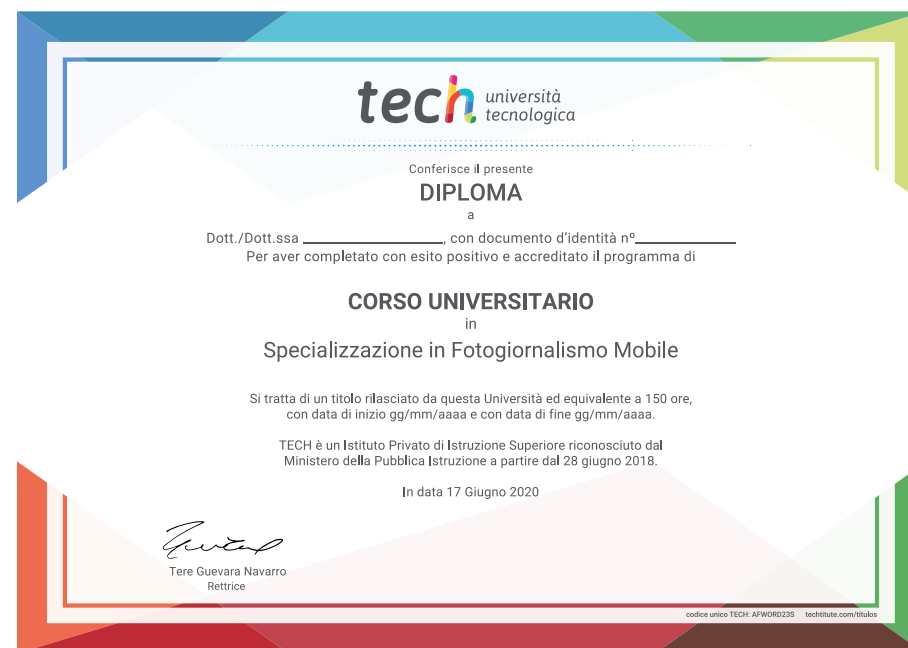 tech università
tecnologica
Conferisce il presente
DIPLOMA
a
Dott./Dott.ssa ____________________, con documento d'identità nº______________
Per aver completato con esito positivo e accreditato il programma di
CORSO UNIVERSITARIO
in
Specializzazione in Fotogiornalismo Mobile
Si tratta di un titolo rilasciato da questa Università ed equivalente a 150 ore,
con data di inizio gg/mm/aaaa e con data di fine gg/mm/aaaa.
TECH è un Istituto Privato di Istruzione Superiore riconosciuto dal
Ministero della Pubblica Istruzione a partire dal 28 giugno 2018.
In data 17 Giugno 2020
Tere Guevara Navarro
Rettrice
codice unico TECH: AFWORD23S techtitute.com/títulos